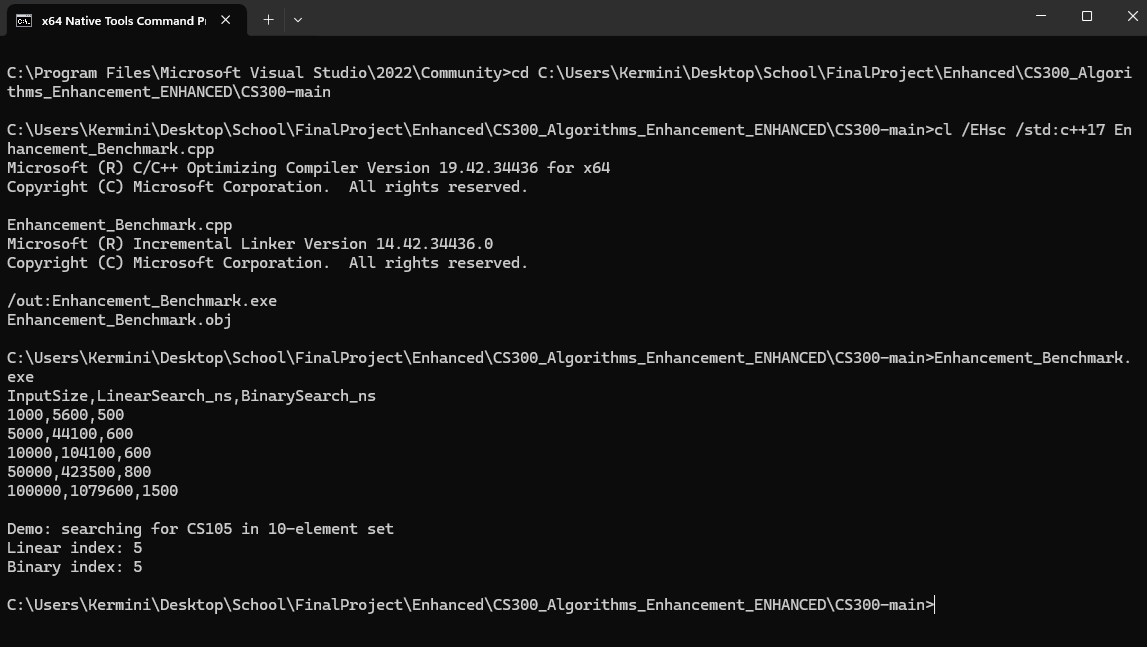 x64 Native Tools Command P
C:\Program Files\Microsoft Visual Studio\2022\Community>cd C:\Users\Kermini\Desktop\School\FinalProject\Enhanced\CS300_Algori
thms_Enhancement_ENHANCED\CS300-main
C:\Users\Kermini\Desktop\School\FinalProject\Enhanced\CS300_Algorithms_Enhancement_ENHANCED\CS300-main>cl /EHsc /std:c++17 En
hancement_Benchmark.cpp
Microsoft (R) C/C++ Optimizing Compiler Version 19.42.34436 for x64
Copyright (C) Microsoft Corporation.  All rights reserved.
Enhancement_Benchmark.cpp
Microsoft (R) Incremental Linker Version 14.42.34436.0
Copyright (C) Microsoft Corporation.  All rights reserved.
/out:Enhancement_Benchmark.exe
Enhancement_Benchmark.obj
C:\Users\Kermini\Desktop\School\FinalProject\Enhanced\CS300_Algorithms_Enhancement_ENHANCED\CS300-main>Enhancement_Benchmark.
exe
InputSize,LinearSearch_ns,BinarySearch_ns
1000,5600,500
5000,44100,600
10000,104100,600
50000,423500,800
100000,1079600,1500
Demo: searching for CS105 in 10-element set
Linear index: 5
Binary index: 5
C:\Users\Kermini\Desktop\School\FinalProject\Enhanced\CS300_Algorithms_Enhancement_ENHANCED\CS300-main>